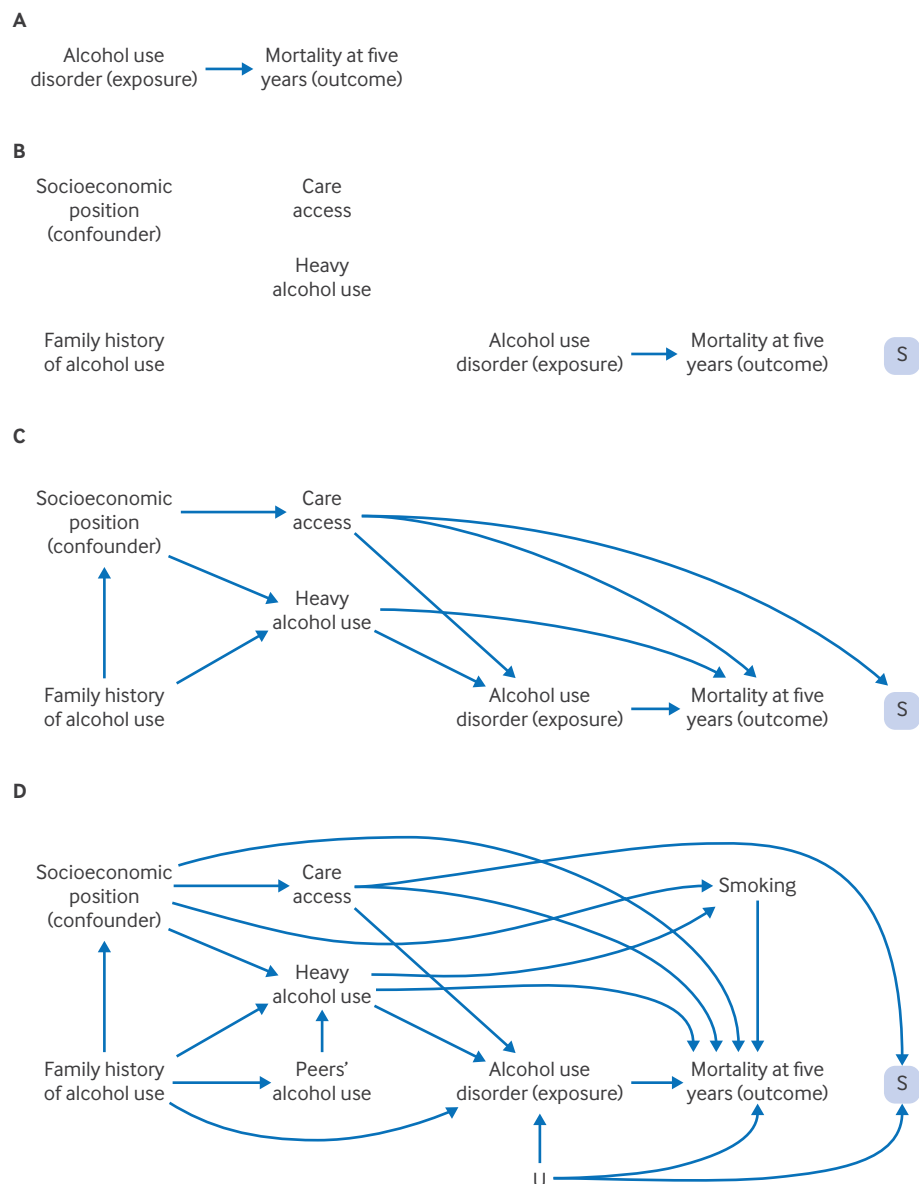 A
Alcohol use
disorder (exposure)
Mortality at five
years (outcome)
B
Socioeconomic
position
(confounder)
Care
access
Heavy
alcohol use
Family history
of alcohol use
Alcohol use
disorder (exposure)
Mortality at five
years (outcome)
S
C
Socioeconomic
position
(confounder)
Care
access
Heavy
alcohol use
Family history
of alcohol use
Alcohol use
disorder (exposure)
Mortality at five
years (outcome)
S
D
Socioeconomic
position
(confounder)
Care
access
Smoking
Heavy
alcohol use
Family history
of alcohol use
Peers'
alcohol use
Alcohol use
disorder (exposure)
Mortality at five
years (outcome)
S